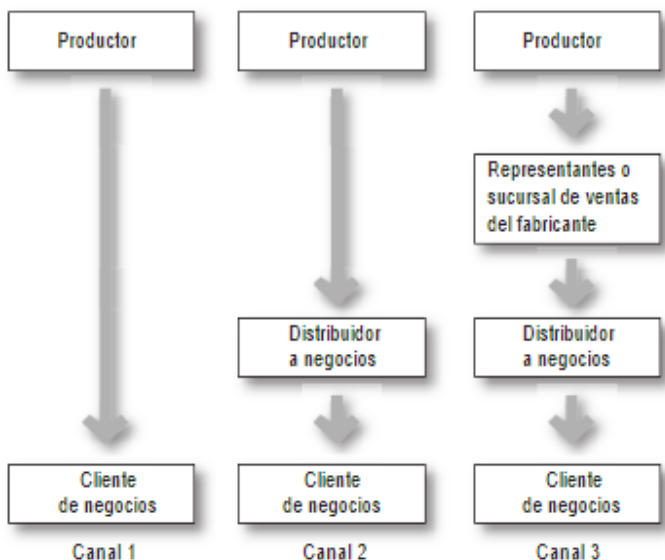 Productor
Productor
Productor
Representantes o
sucursal de ventas
del fabricante
Distribuidor
a negocios
Distribuidor
a negocios
Cliente
de negocios
Cliente
de negocios
Cliente
de negocios
Canal 1
Canal 2
Canal 3